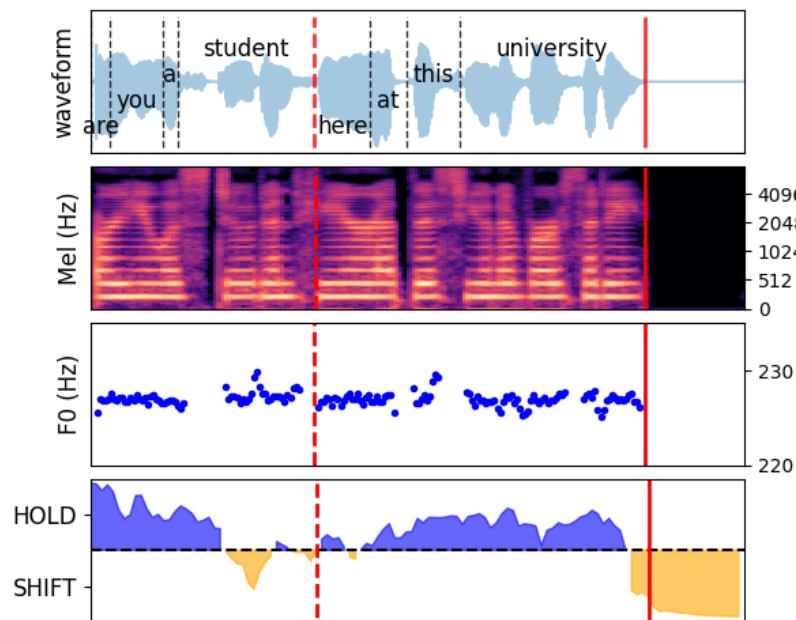 waveform
are
you
a
student
here
at
this
university
Mel (Hz)
4096
2048
1024
512
0
F0 (Hz)
230
220
HOLD
SHIFT